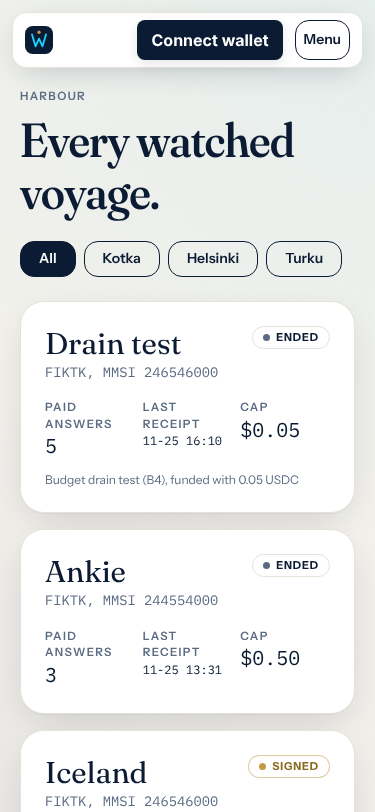 Connect wallet
Menu
HARBOUR
Every watched
voyage.
All
Kotka
Helsinki
Turku
Drain test
ENDED
FIKTK, MMSI 246546000
PAID ANSWERS
LAST RECEIPT
CAP
5
11-25 16:10
$0.05
Budget drain test (B4), funded with 0.05 USDC
Ankie
ENDED
FIKTK, MMSI 244554000
PAID ANSWERS
LAST RECEIPT
CAP
3
11-25 13:31
$0.50
Iceland
SIGNED
FIKTK, MMSI 246546000